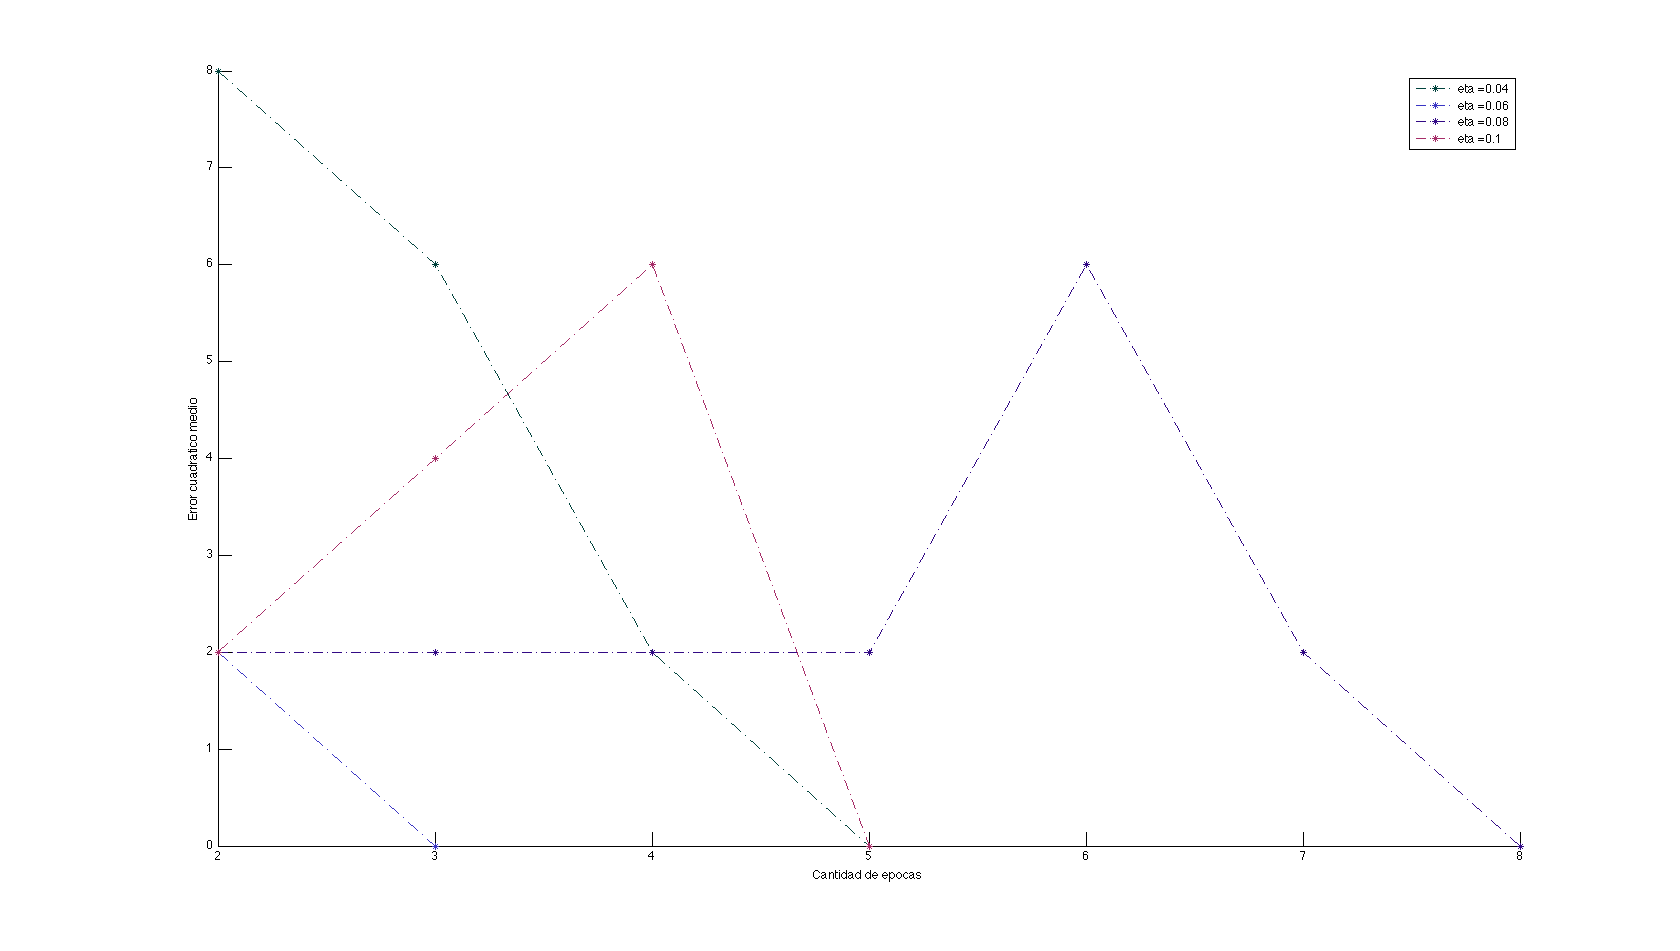 8
7
6
5
4
3
2
1
0
2
3
4
5
6
7
8
Error cuadratico medio
Cantidad de epocas
eta =0.04
eta =0.06
eta =0.08
eta =0.1